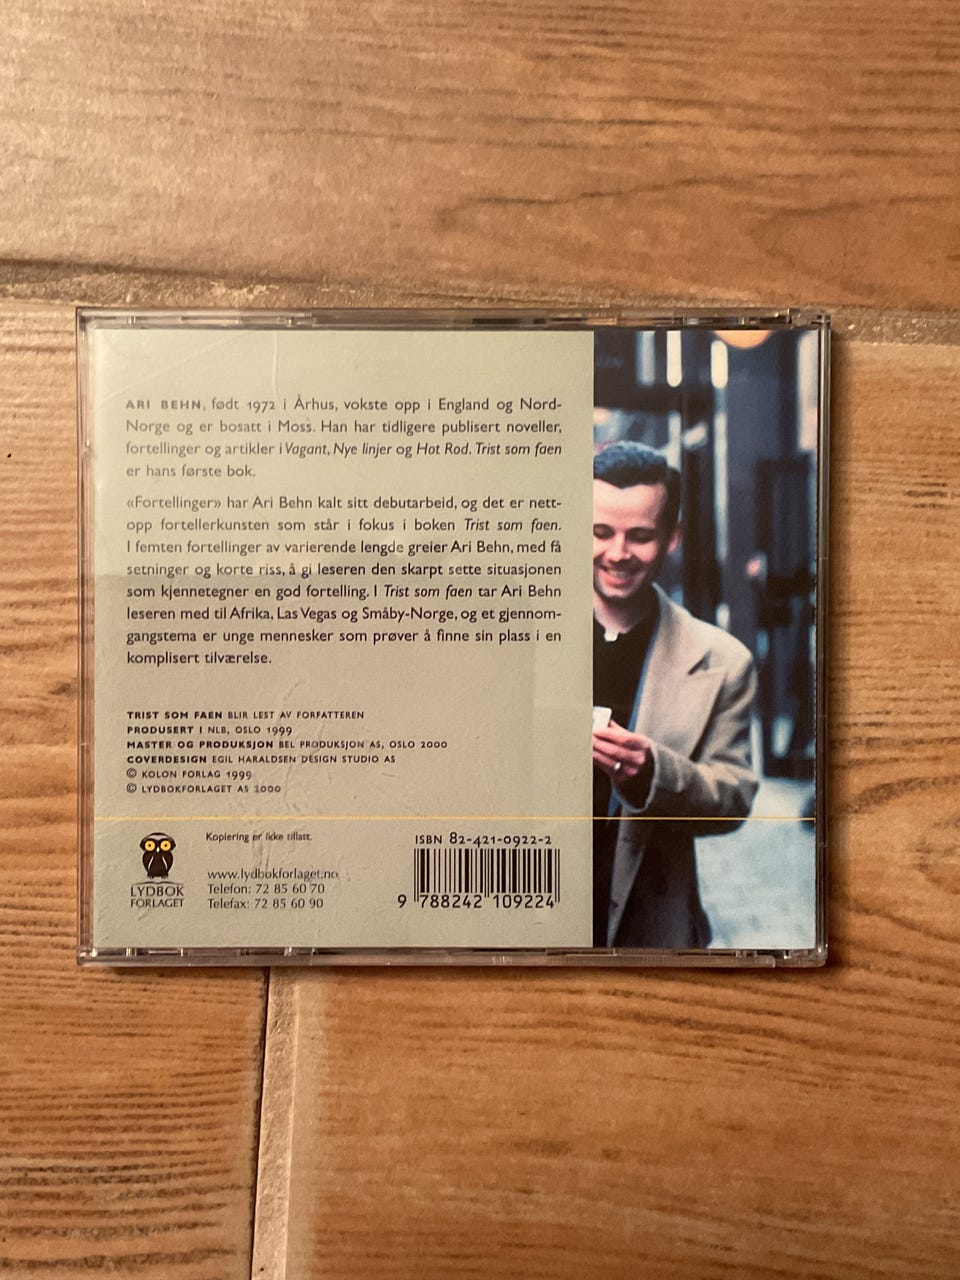 ARI BEHN, født 1972 i Århus, vokste opp i England og Nord-
Norge og er bosatt i Moss. Han har tidligere publisert noveller,
fortellinger og artikler i Vagant, Nye linjer og Hot Rod. Trist som faen
er hans første bok.
«Fortellinger» har Ari Behn kalt sitt debutarbeid, og det er nett-
opp fortellerkunsten som står i fokus i boken Trist som faen.
I femten fortellinger av varierende lengde greier Ari Behn, med få
setninger og korte riss, å gi leseren den skarpt sette situasjonen
som kjennetegner en god fortelling. I Trist som faen tar Ari Behn
leseren med til Afrika, Las Vegas og Småby-Norge, og et gjennom-
gangstema er unge mennesker som prøver å finne sin plass i en
komplisert tilværelse.
TRIST SOM FAEN BLIR LEST AV FORFATTEREN
PRODUSERT I NLB, OSLO 1999
MASTER OG PRODUKSJON BEL PRODUKSJON AS, OSLO 2000
COVERDESIGN EGIL HARALDSEN DESIGN STUDIO AS
© KOLON FORLAG 1999
© LYDBOKFORLAGET AS 2000
Kopiering er ikke tillatt.
LYDBOK
FORLAGET
www.lydbokforlaget.no
Telefon: 72 85 60 70
Telefax: 72 85 60 90
ISBN 82-421-0922-2
9 788242 109224